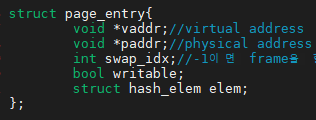 struct page_entry{
void *vaddr;//virtual address
void *paddr;//physical address
int swap_idx;//-1이면 frame을
bool writable;
struct hash_elem elem;
};